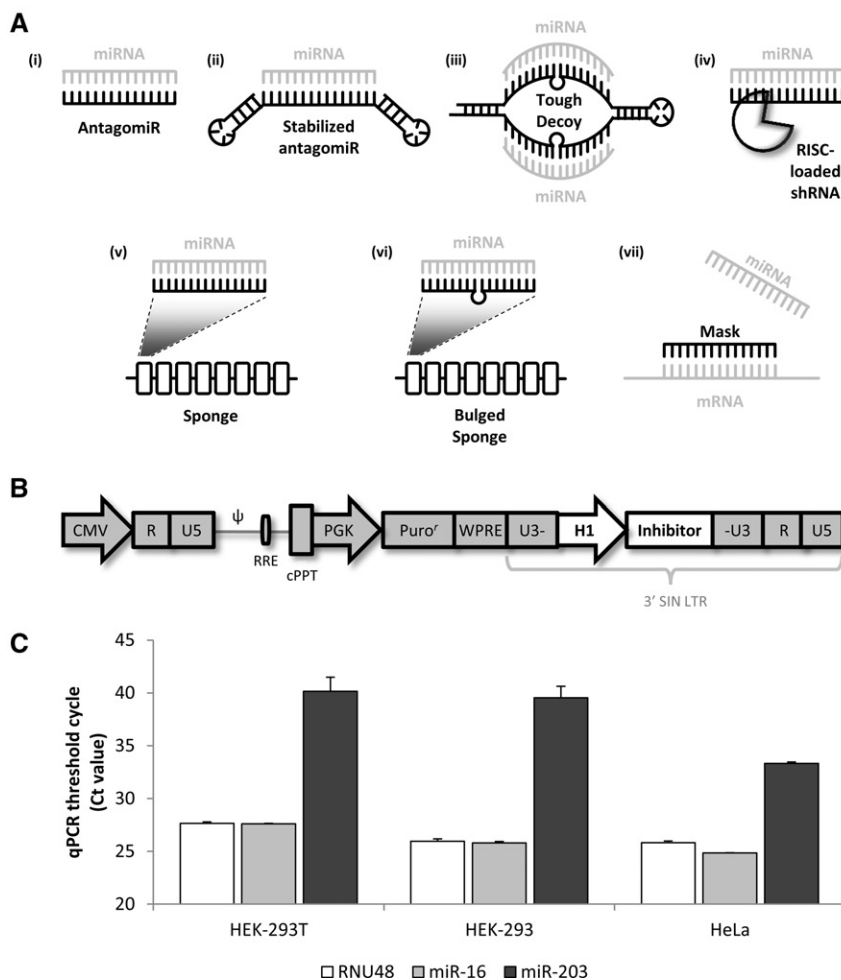 A
(i)
miRNA
AntagomiR
(ii)
miRNA
Stabilized
antagomiR
(iii)
miRNA
Tough
Decoy
miRNA
(iv)
miRNA
RISC-
loaded
shRNA
(v)
miRNA
Sponge
(vi)
miRNA
Bulged
Sponge
(vii)
miRNA
Mask
mRNA
B
CMV R U5 ψ RRE cPPT PGK Puroʳ WPRE U3- H1 Inhibitor -U3 R U5
3′ SIN LTR
C
qPCR threshold cycle
(Ct value)
45
40
35
30
25
20
HEK-293T HEK-293 HeLa
RNU48 miR-16 miR-203